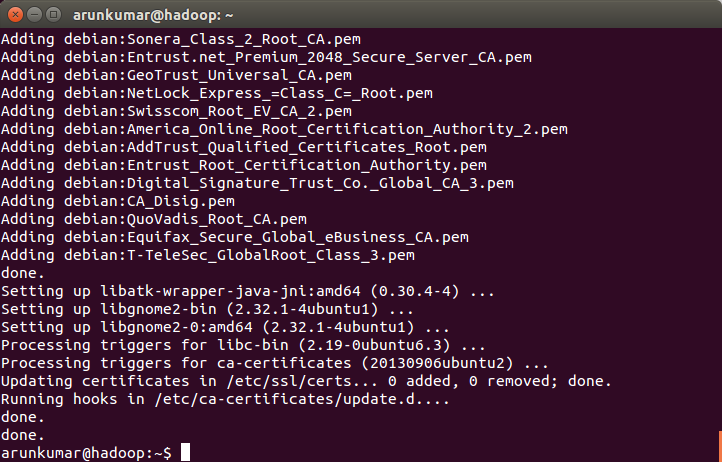 arunkumar@hadoop: ~
Adding debian:Sonera_Class_2_Root_CA.pem
Adding debian:Entrust.net_Premium_2048_Secure_Server_CA.pem
Adding debian:GeoTrust_Universal_CA.pem
Adding debian:NetLock_Express_=Class_C=_Root.pem
Adding debian:Swisscom_Root_EV_CA_2.pem
Adding debian:America_Online_Root_Certification_Authority_2.pem
Adding debian:AddTrust_Qualified_Certificates_Root.pem
Adding debian:Entrust_Root_Certification_Authority.pem
Adding debian:Digital_Signature_Trust_Co._Global_CA_3.pem
Adding debian:CA_Disig.pem
Adding debian:QuoVadis_Root_CA.pem
Adding debian:Equifax_Secure_Global_eBusiness_CA.pem
Adding debian:T-TeleSec_GlobalRoot_Class_3.pem
done.
Setting up libatk-wrapper-java-jni:amd64 (0.30.4-4) ...
Setting up libgnome2-bin (2.32.1-4ubuntu1) ...
Setting up libgnome2-0:amd64 (2.32.1-4ubuntu1) ...
Processing triggers for libc-bin (2.19-0ubuntu6.3) ...
Processing triggers for ca-certificates (20130906ubuntu2) ...
Updating certificates in /etc/ssl/certs... 0 added, 0 removed; done.
Running hooks in /etc/ca-certificates/update.d....
done.
done.
arunkumar@hadoop:~$